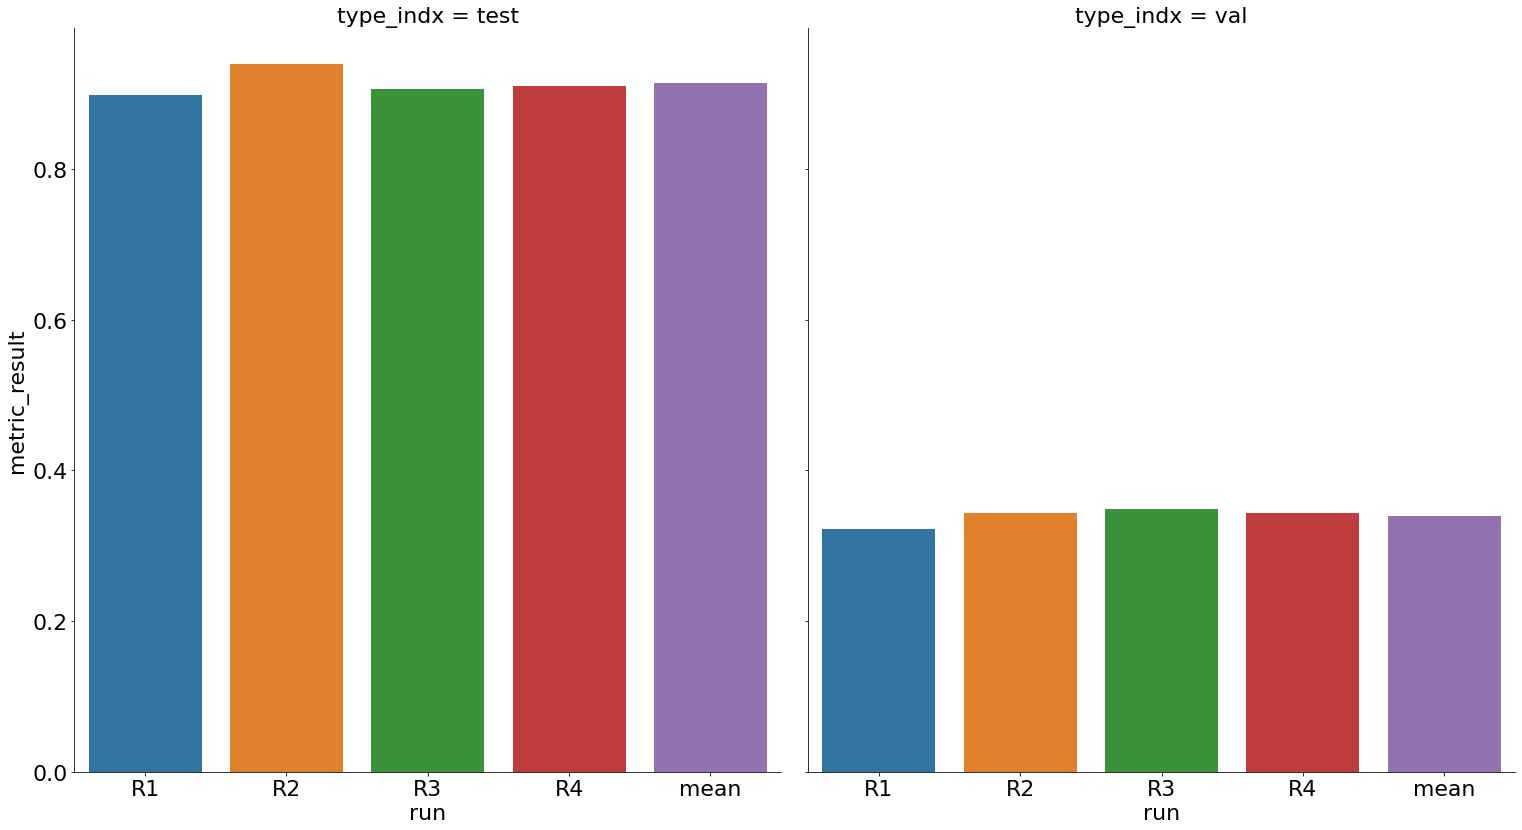 type_indx = test
type_indx = val
metric_result
0.8
0.6
0.4
0.2
0.0
R1 R2 R3 R4 mean
run
R1 R2 R3 R4 mean
run